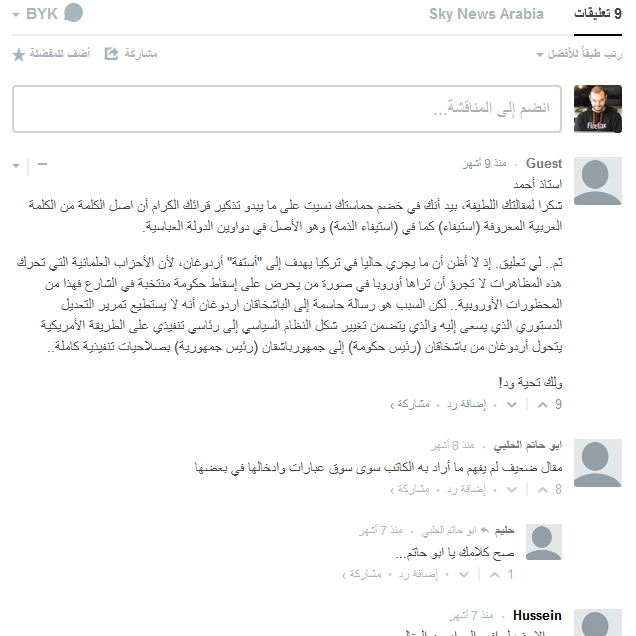 9 تعليقات
Sky News Arabia
BYK
رتب طبقاً للأفضل
مشاركة
أضف للمفضلة
انضم إلى المناقشة...
Firefox
Guest • منذ 9 أشهر
استاذ أحمد
شكرا لمقالتك اللطيفة، بيد أنك في خضم حماستك نسيت على ما يبدو تذكير قرائك الكرام أن اصل الكلمة من الكلمة
العربية المعروفة (استيفاء) كما في (استيفاء الذمة) وهو الأصل في دواوين الدولة العباسية.
ثم.. لي تعليق. إذ لا أظن أن ما يجري حاليا في تركيا يهدف إلى "أستفة" أردوغان، لأن الأحزاب العلمانية التي تحرك
هذه المظاهرات لا تجرؤ أن تراها أوروبا في صورة من يحرض على إسقاط حكومة منتخبة في الشارع فهذا من
المحظورات الأوروبية.. لكن السبب هو رسالة حاسمة إلى الباشخاقان اردوغان أنه لا يستطيع تمرير التعديل
الدستوري الذي يسعى إليه والذي يتضمن تغيير شكل النظام السياسي إلى رئاسي تنفيذي على الطريقة الأمريكية
يتحول أردوغان من باشخاقان (رئيس حكومة) إلى جمهورباشقان (رئيس جمهورية) بصلاحيات تنفيذية كاملة..
ولك تحية ود!
9 • إضافة رد • مشاركة ›
ابو حاتم الحلبي • منذ 8 أشهر
مقال ضعيف لم يفهم ما أراد به الكاتب سوى سوق عبارات وادخالها في بعضها
8 • إضافة رد • مشاركة ›
حليم ابو حاتم الحلبي • منذ 7 أشهر
صح كلامك يا ابو حاتم...
1 • إضافة رد • مشاركة ›
Hussein • منذ 7 أشهر